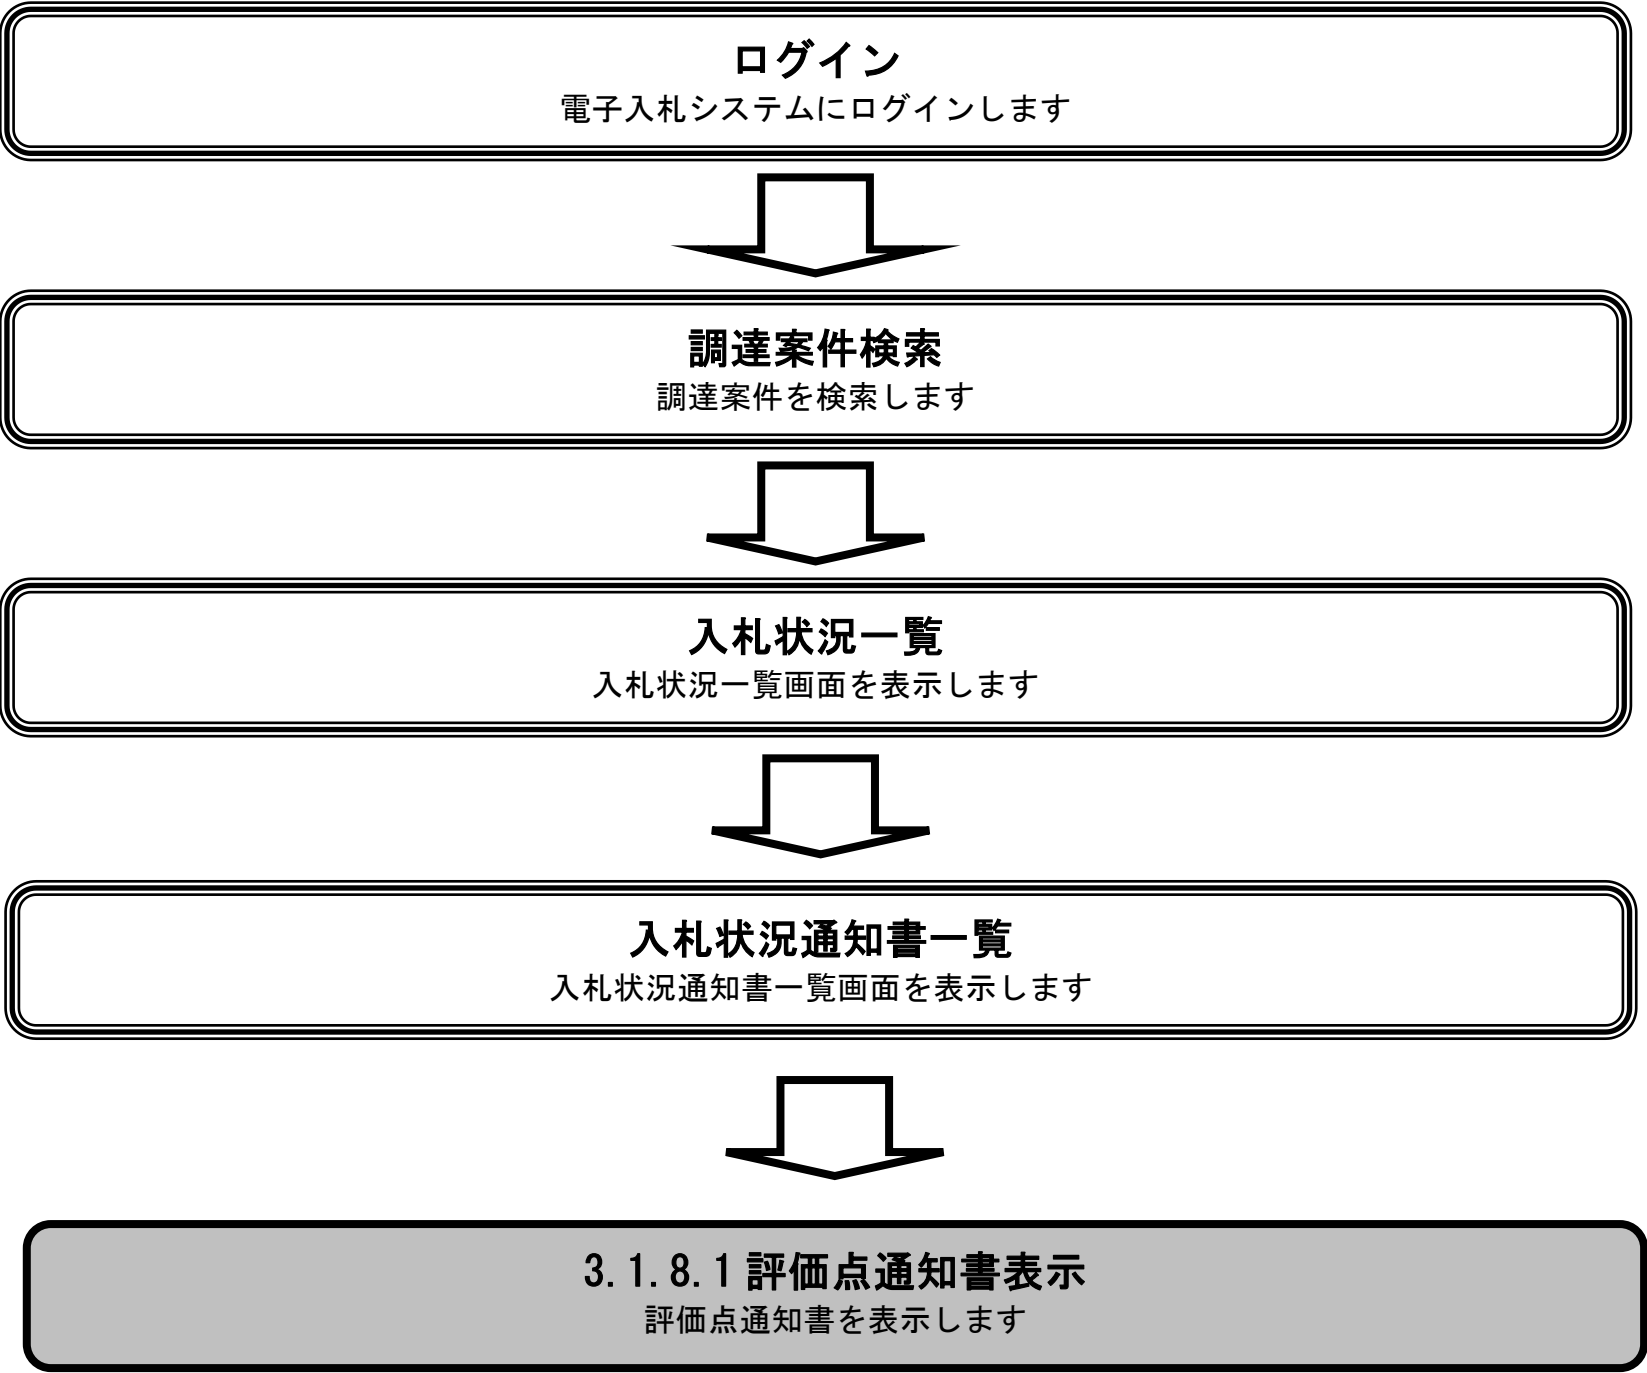 ログイン
電子入札システムにログインします
調達案件検索
調達案件を検索します
入札状況一覧
入札状況一覧画面を表示します
入札状況通知書一覧
入札状況通知書一覧画面を表示します
3.1.8.1評価点通知書表示
評価点通知書を表示します